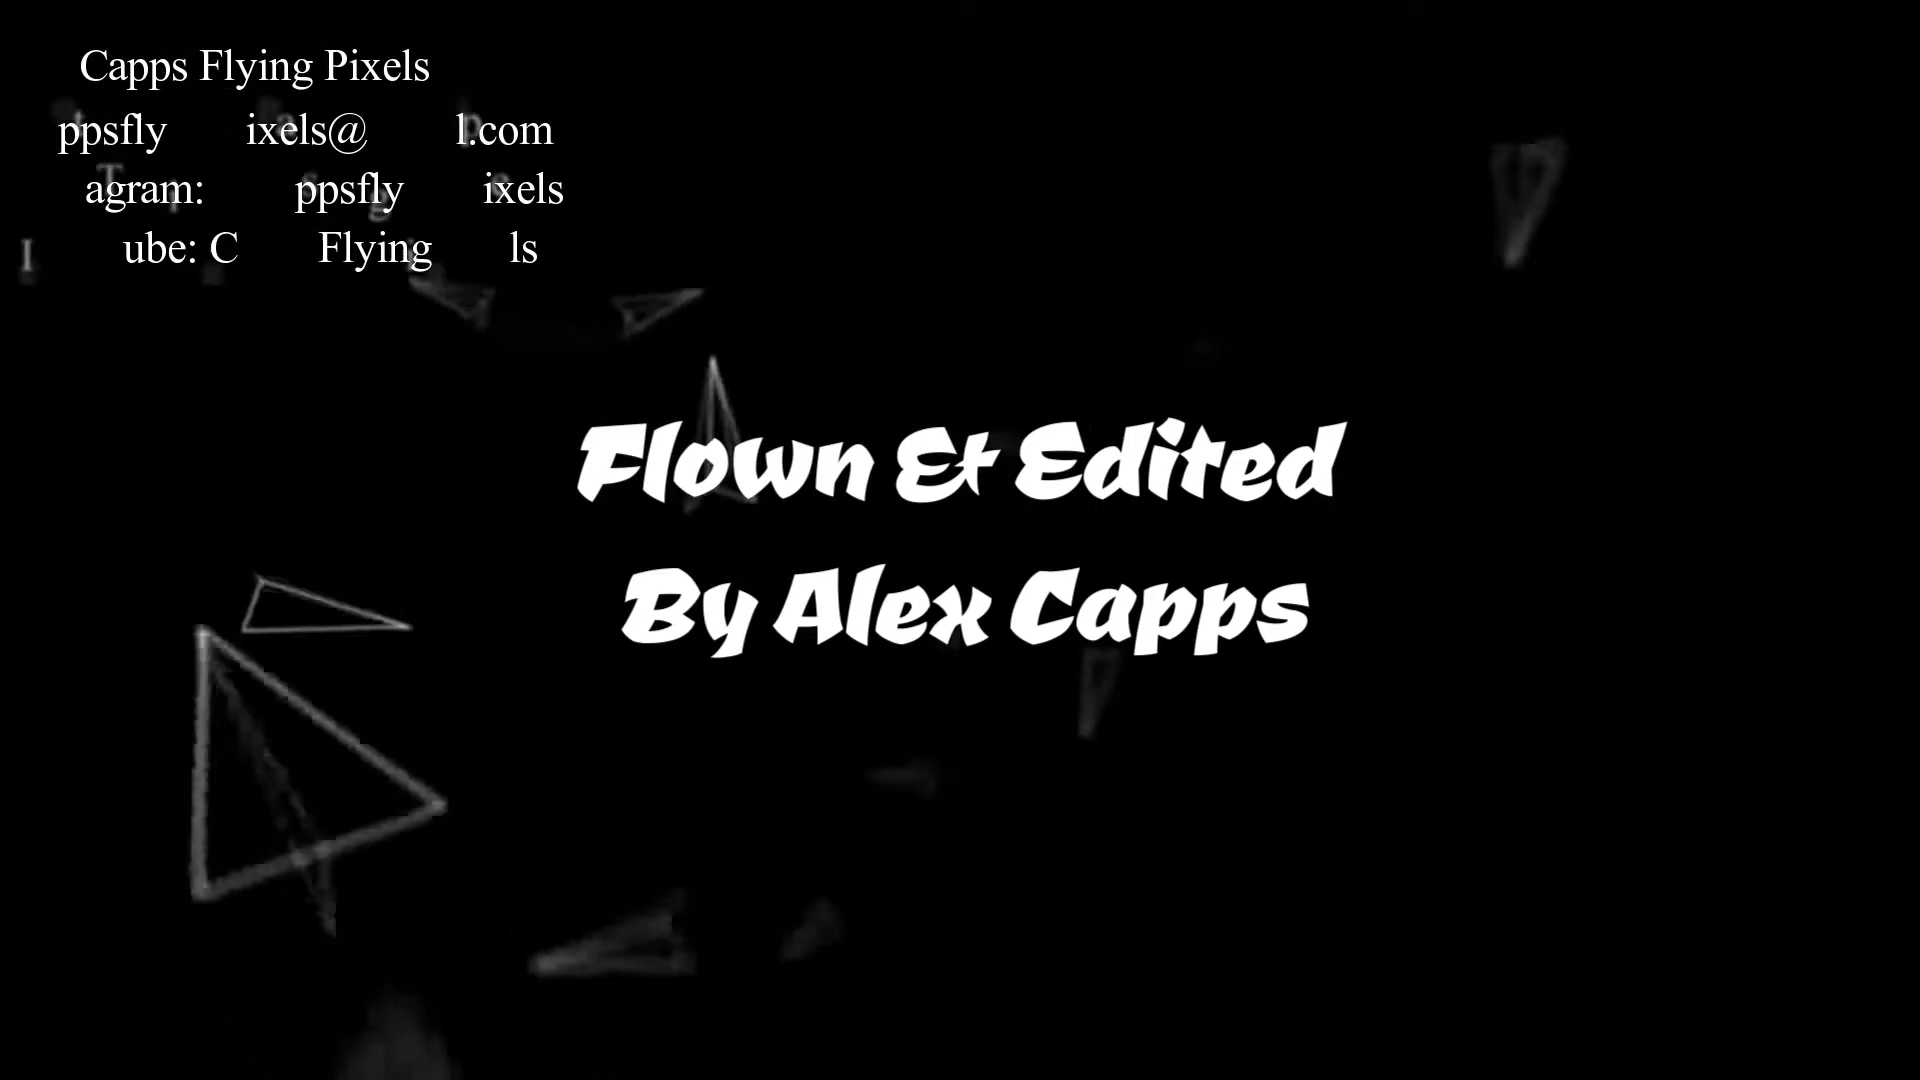 Capps Flying Pixels
ppsfly ixels@ l.com
agram: ppsfly ixels
ube: C Flying ls
Flown & Edited
By Alex Capps